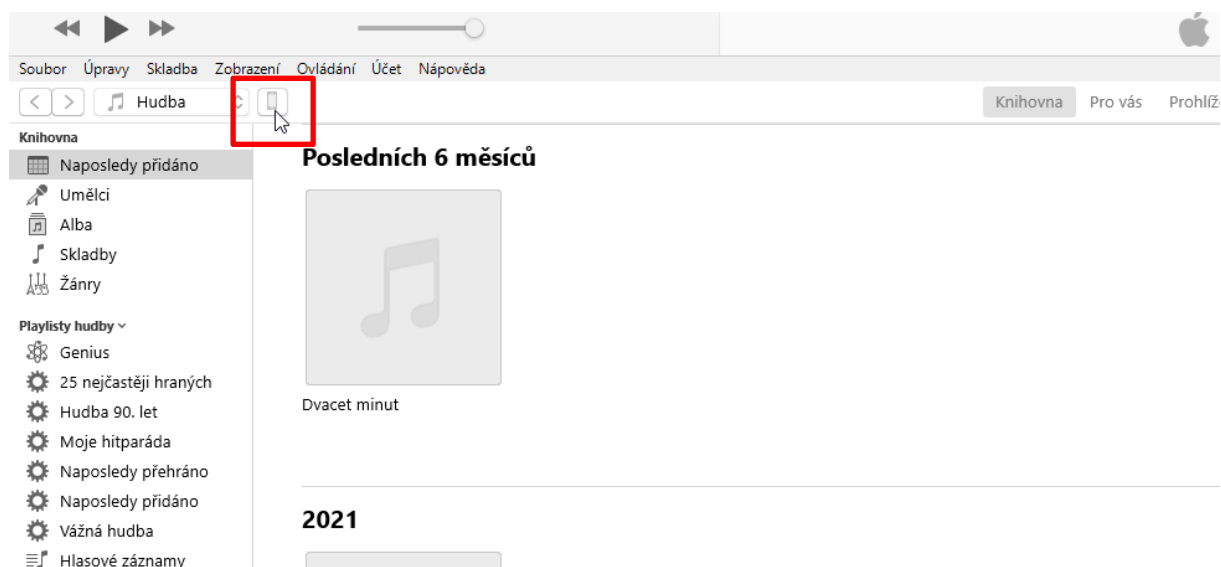 Soubor Úpravy Skladba Zobrazení Ovládání Účet Nápověda
Hudba
Knihovna Pro vás Prohlíž
Knihovna
Naposledy přidáno
Umělci
Alba
Skladby
Žánry
Playlisty hudby
Genius
25 nejčastěji hraných
Hudba 90. let
Moje hitparáda
Naposledy přehráno
Naposledy přidáno
Vážná hudba
Hlasové záznamy
Posledních 6 měsíců
Dvacet minut
2021